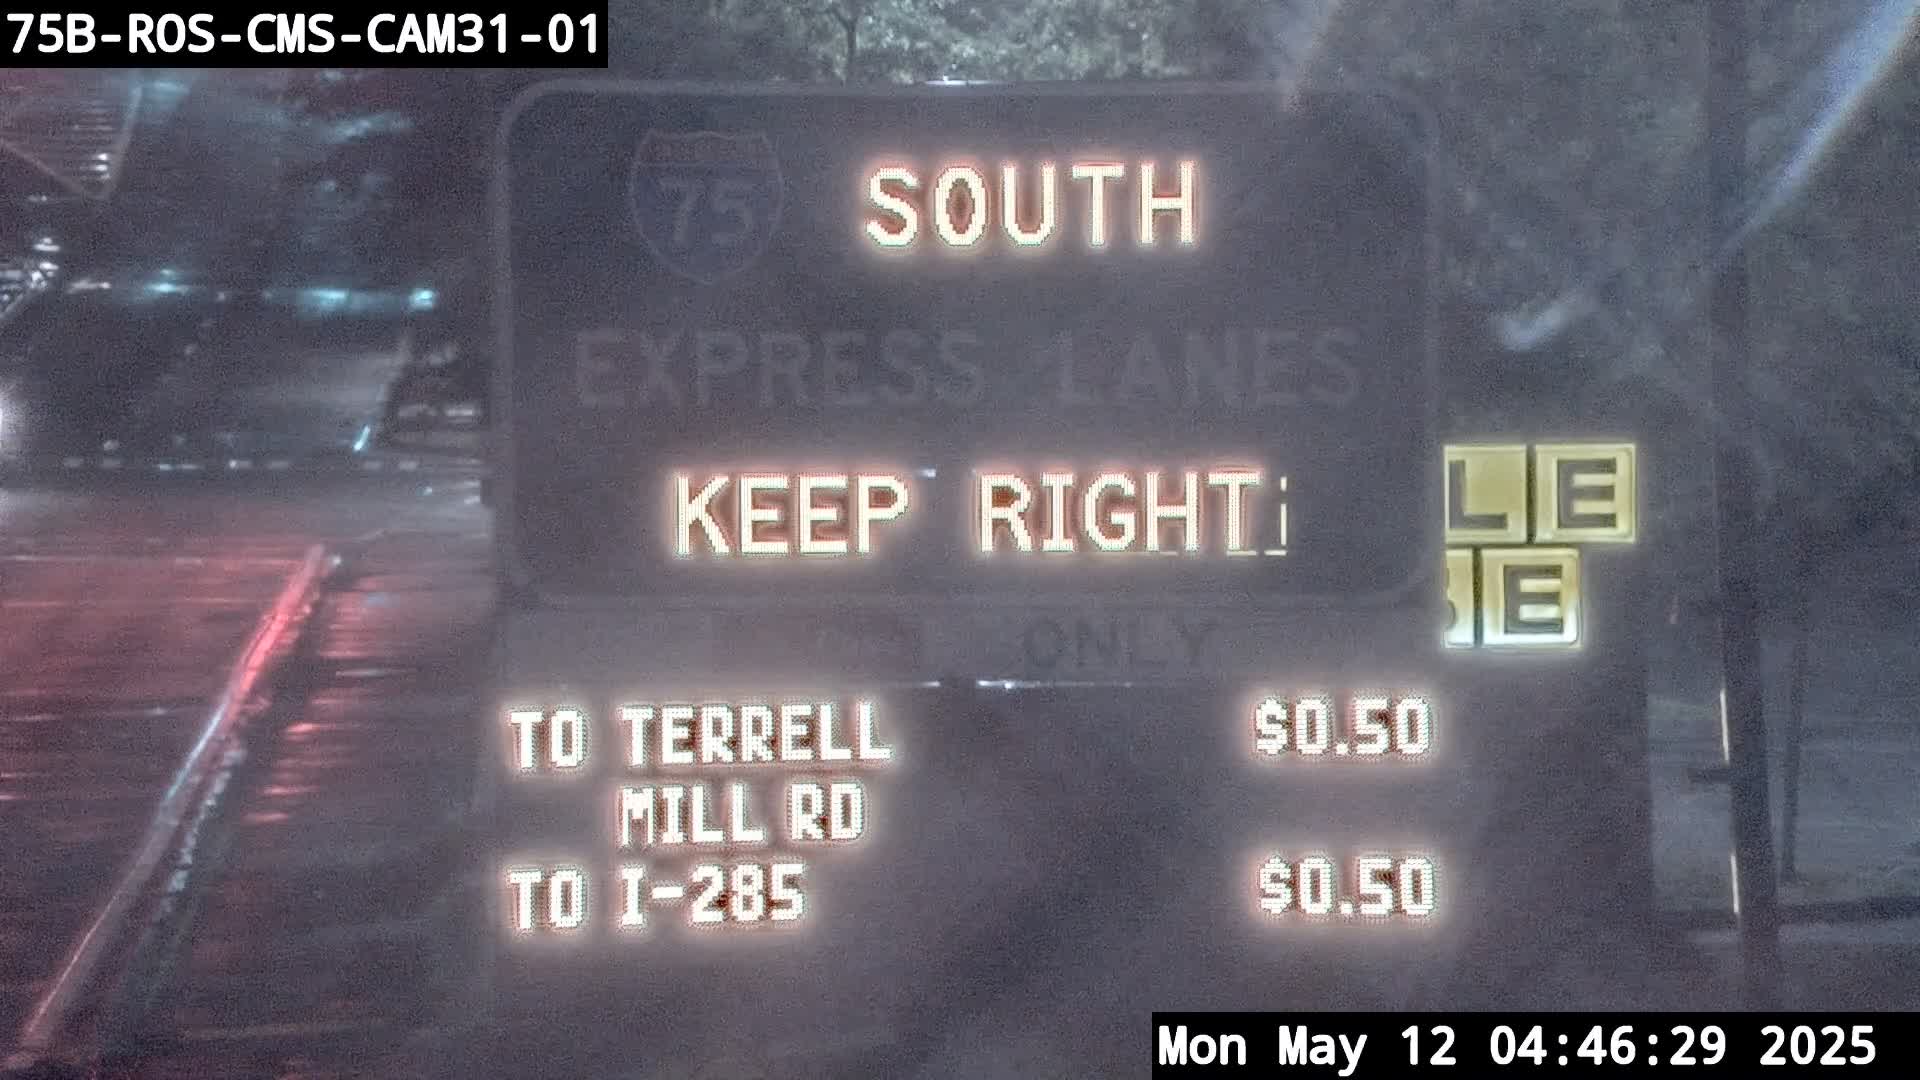 75B-ROS-CMS-CAM31-01
75 SOUTH
EXPRESS LANES
KEEP RIGHT
LE
E
ONLY
TO TERRELL $0.50
MILL RD
TO I-285 $0.50
Mon May 12 04:46:29 2025